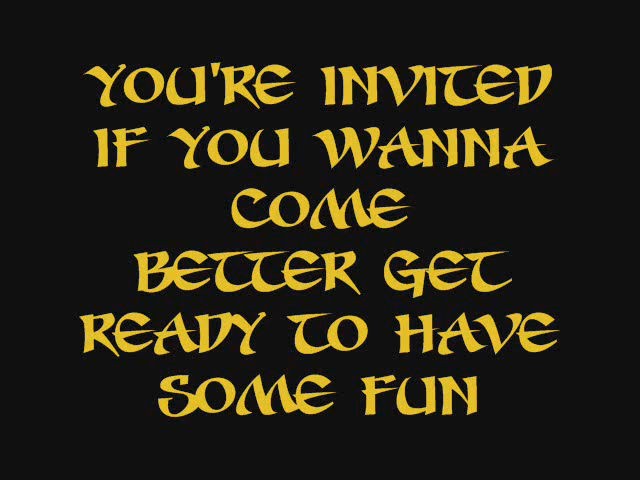 YOU'RE INVITED
IF YOU WANNA
COME
BETTER GET
READY TO HAVE
SOME FUN